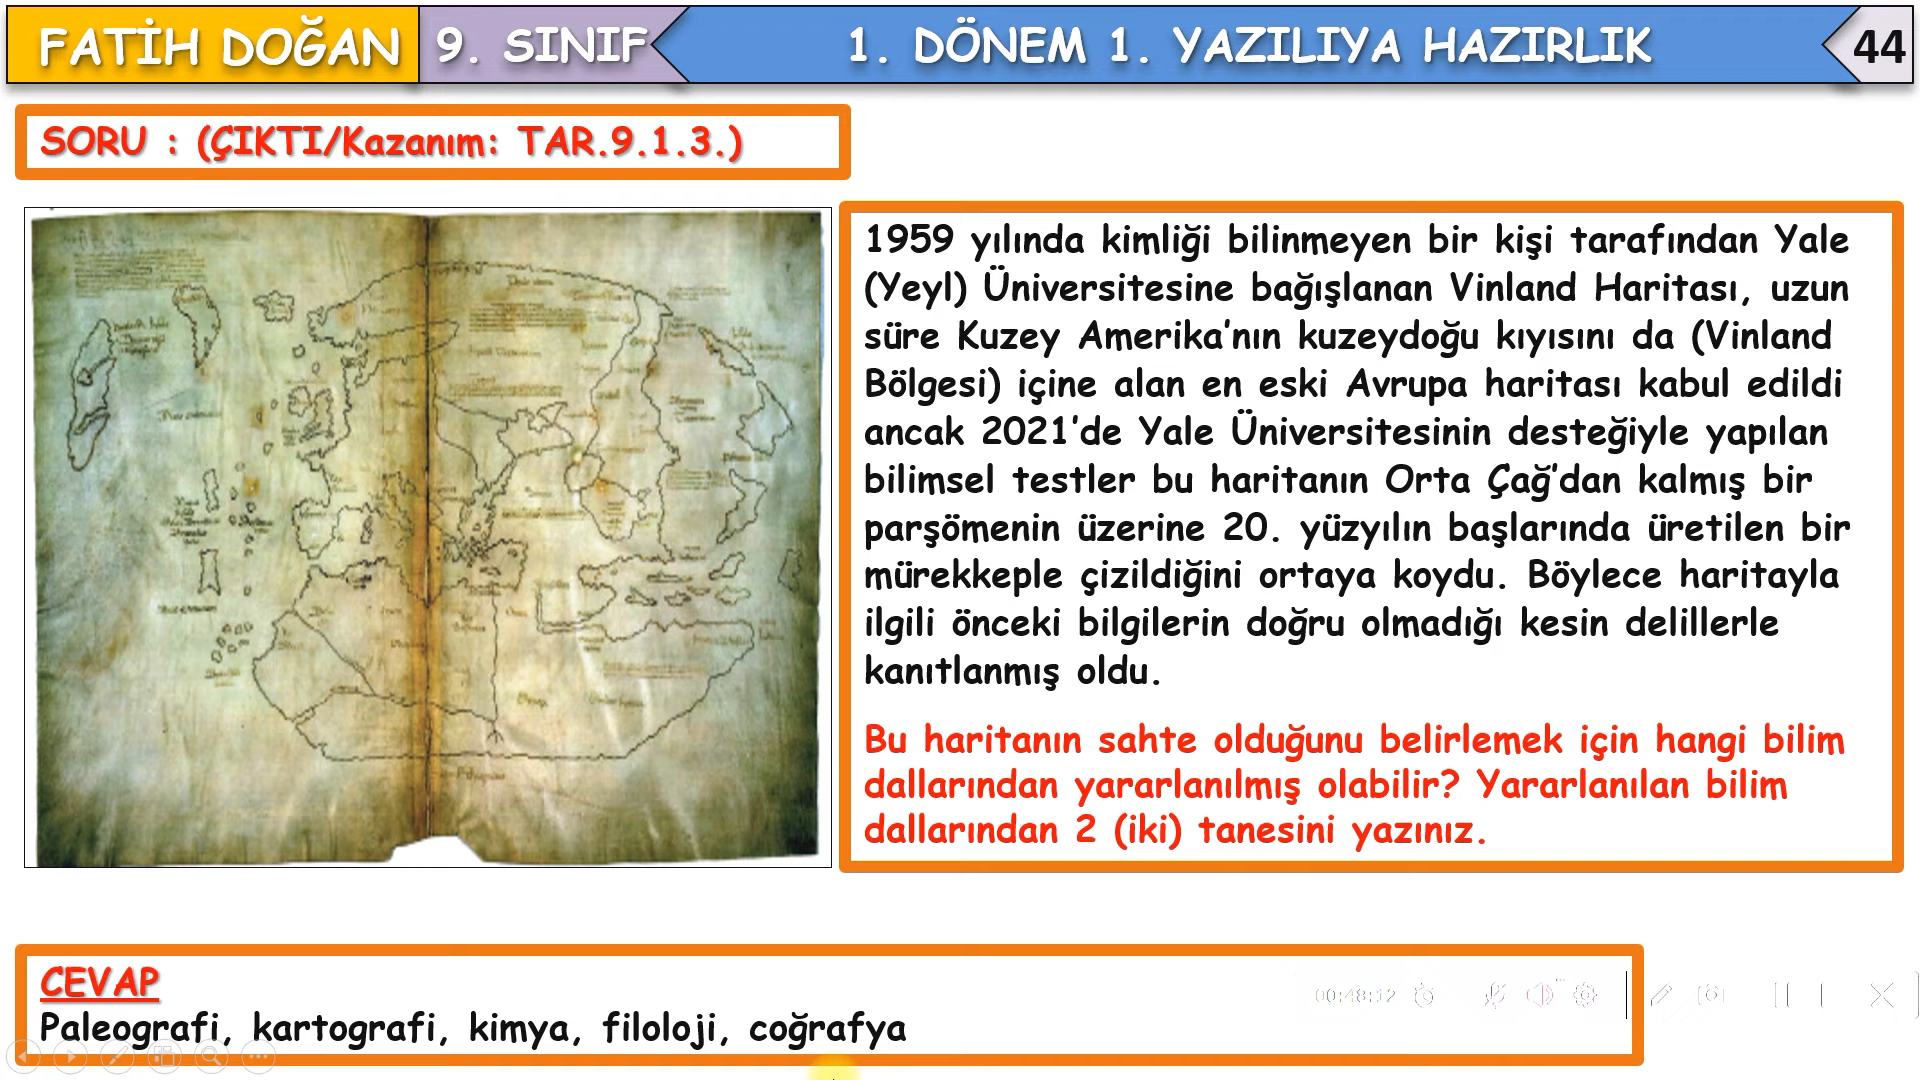 FATİH DOĞAN
9. SINIF
1. DÖNEM 1. YAZILIYA HAZIRLIK
44
SORU : (ÇIKTI/Kazanım: TAR.9.1.3.)
1959 yılında kimliği bilinmeyen bir kişi tarafından Yale
(Yeyl) Üniversitesine bağışlanan Vinland Haritası, uzun
süre Kuzey Amerika’nın kuzeydoğu kıyısını da (Vinland
Bölgesi) içine alan en eski Avrupa haritası kabul edildi
ancak 2021’de Yale Üniversitesinin desteğiyle yapılan
bilimsel testler bu haritanın Orta Çağ’dan kalmış bir
parşömenin üzerine 20. yüzyılın başlarında üretilen bir
mürekkeple çizildiğini ortaya koydu. Böylece haritayla
ilgili önceki bilgilerin doğru olmadığı kesin delillerle
kanıtlanmış oldu.
Bu haritanın sahte olduğunu belirlemek için hangi bilim
dallarından yararlanılmış olabilir? Yararlanılan bilim
dallarından 2 (iki) tanesini yazınız.
CEVAP
Paleografi, kartografi, kimya, filoloji, coğrafya
00:48:12